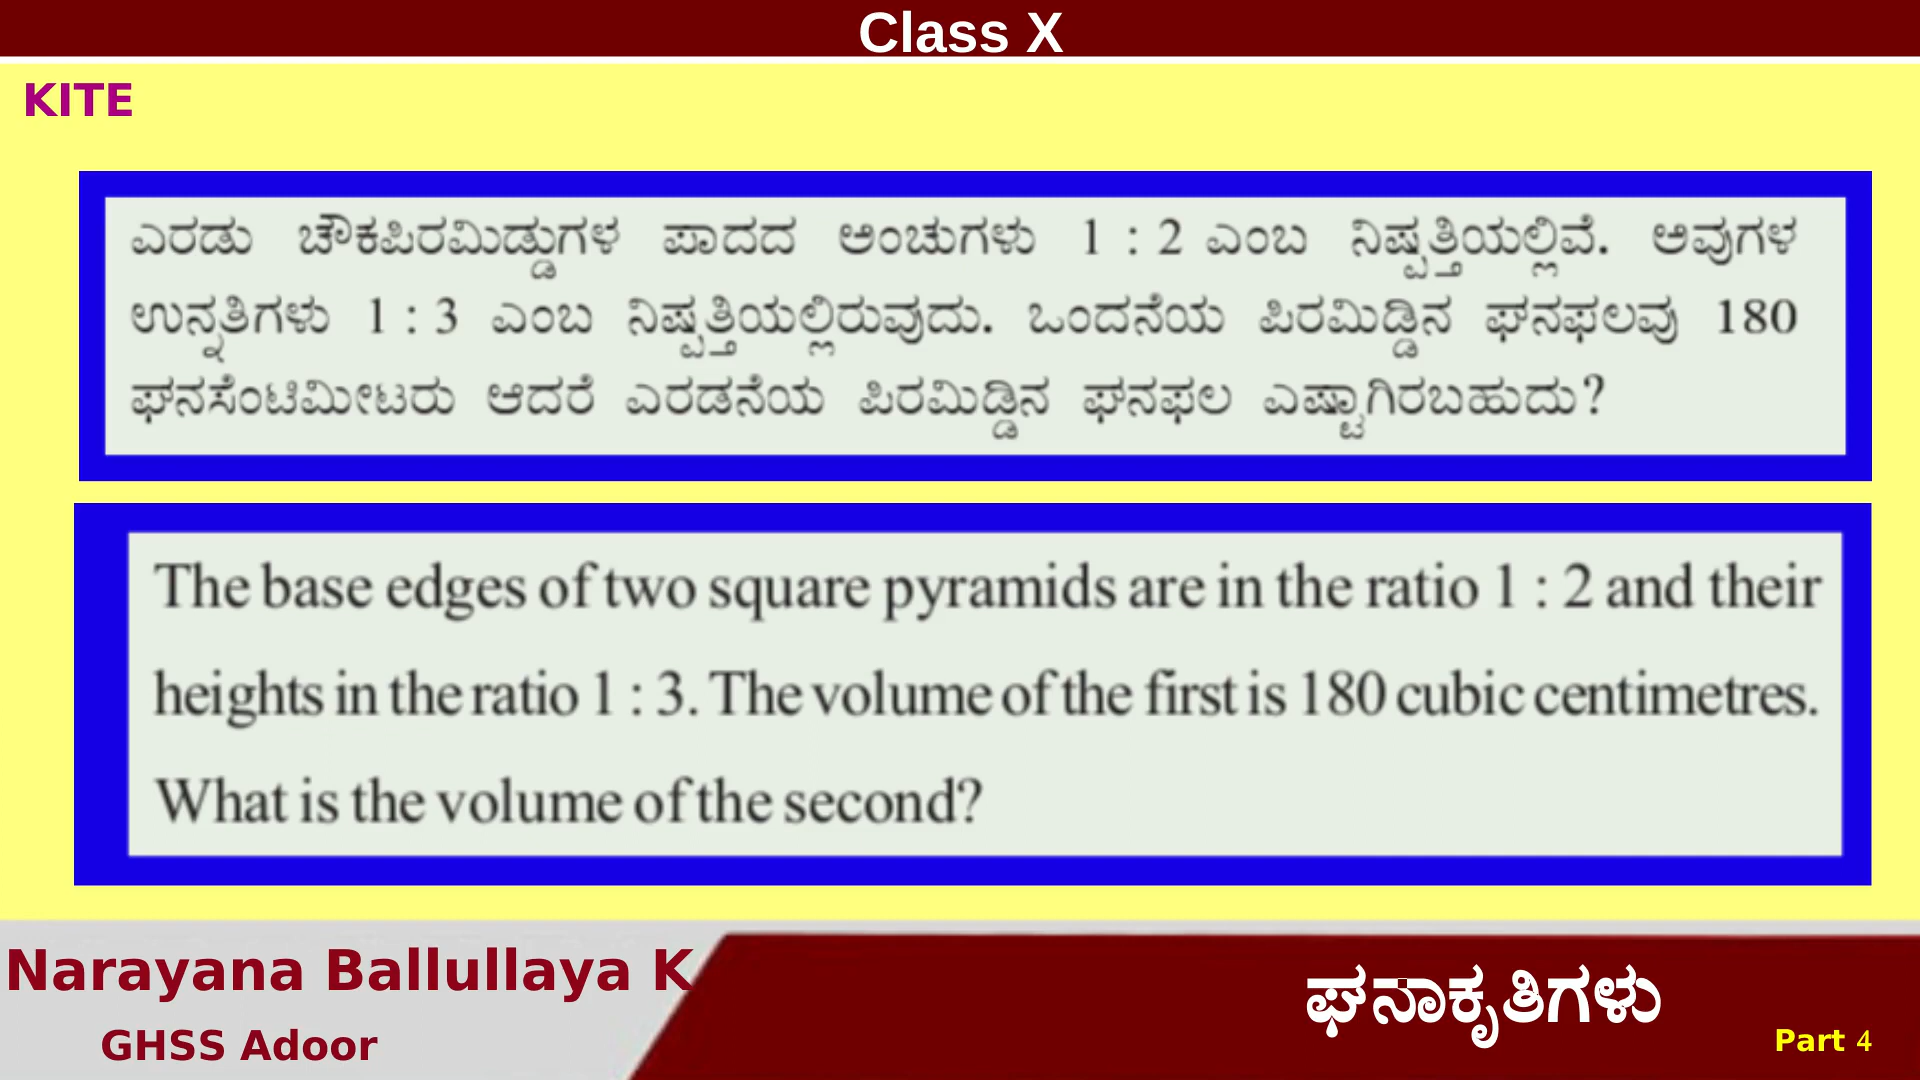 Class X
KITE
ಎರಡು ಚೌಕಪಿರಮಿಡ್ಡುಗಳ ಪಾದದ ಅಂಚುಗಳು 1 : 2 ಎಂಬ ನಿಷ್ಪತ್ತಿಯಲ್ಲಿವೆ. ಅವುಗಳ
ಉನ್ನತಿಗಳು 1 : 3 ಎಂಬ ನಿಷ್ಪತ್ತಿಯಲ್ಲಿರುವುದು. ಒಂದನೆಯ ಪಿರಮಿಡ್ಡಿನ ಘನಫಲವು 180
ಘನಸೆಂಟಿಮೀಟರು ಆದರೆ ಎರಡನೆಯ ಪಿರಮಿಡ್ಡಿನ ಘನಫಲ ಎಷ್ಟಾಗಿರಬಹುದು?
The base edges of two square pyramids are in the ratio 1 : 2 and their
heights in the ratio 1 : 3. The volume of the first is 180 cubic centimetres.
What is the volume of the second?
Narayana Ballullaya K
GHSS Adoor
ಘನಾಕೃತಿಗಳು
Part 4